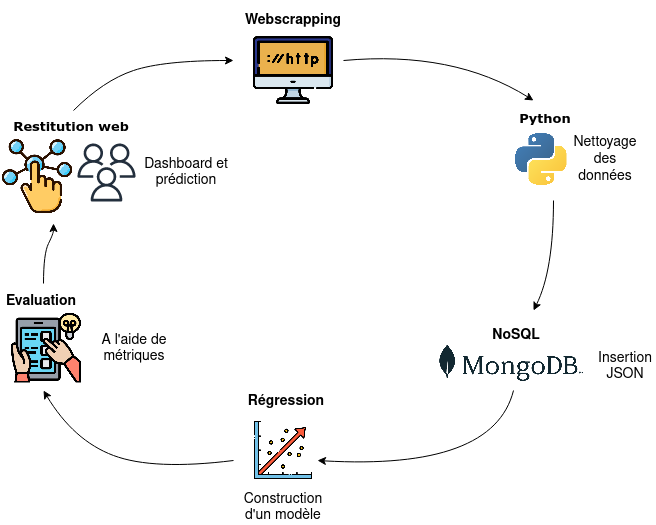 Webscrapping
://http
Python
Nettoyage
des
données
NoSQL
MongoDB
Insertion
JSON
Régression
Construction
d'un modèle
Evaluation
A l'aide de
métriques
Restitution web
Dashboard et
prédiction